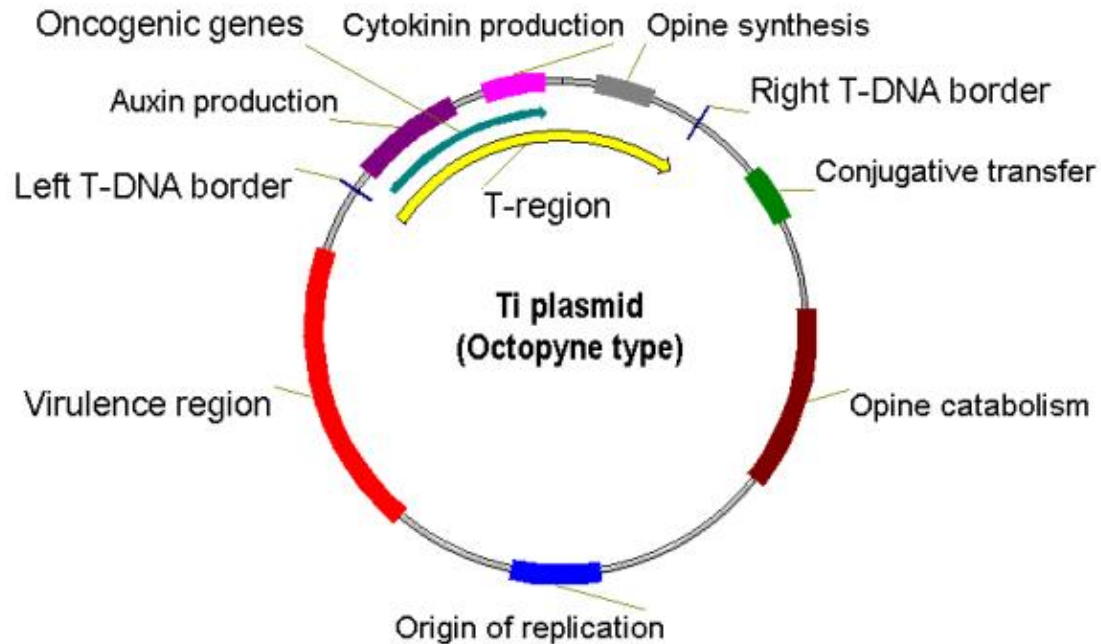 Oncogenic genes
Cytokinin production
Opine synthesis
Auxin production
Right T-DNA border
Left T-DNA border
Conjugative transfer
T-region
Ti plasmid
(Octopyne type)
Virulence region
Opine catabolism
Origin of replication